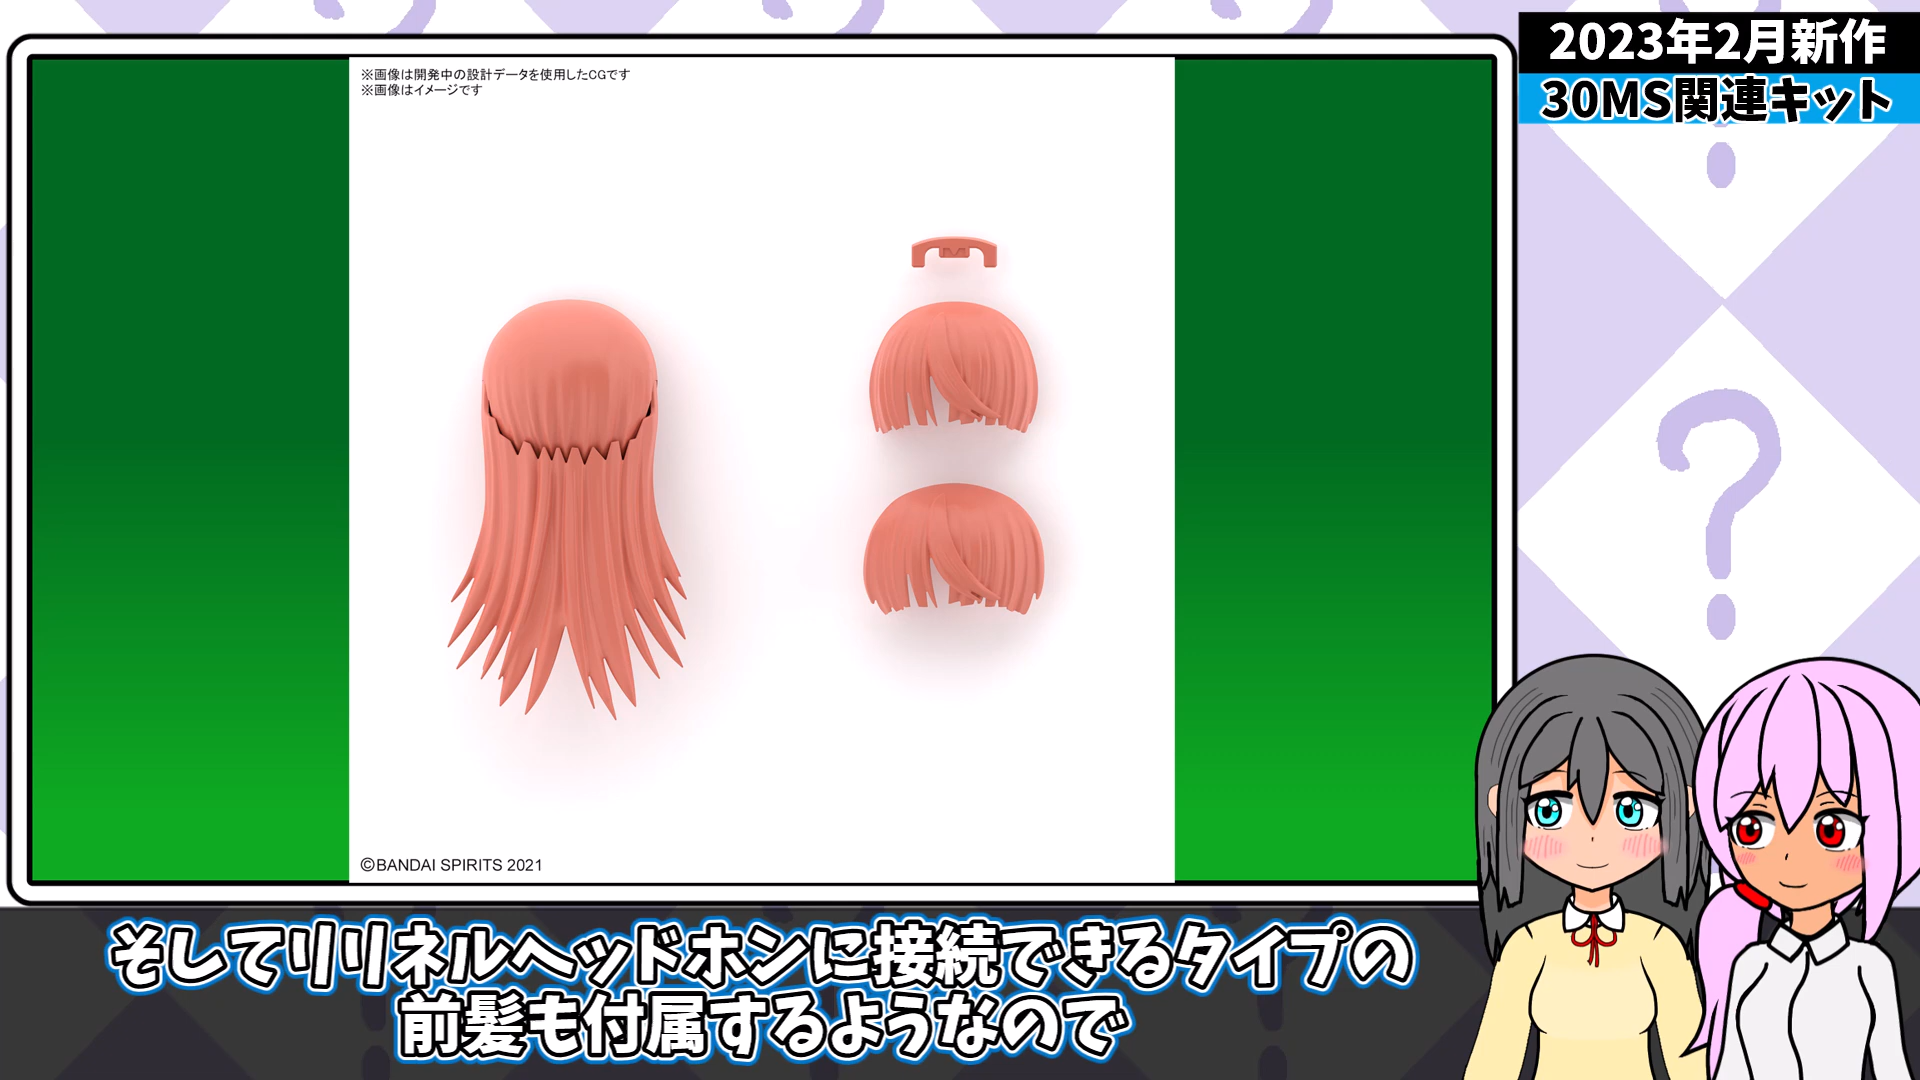 2023年2月新作
30MS関連キット
※画像は開発中の設計データを使用したCGです
※画像はイメージです
©BANDAI SPIRITS 2021
そしてリリネルヘッドホンに接続できるタイプの
前髪も付属するようなので